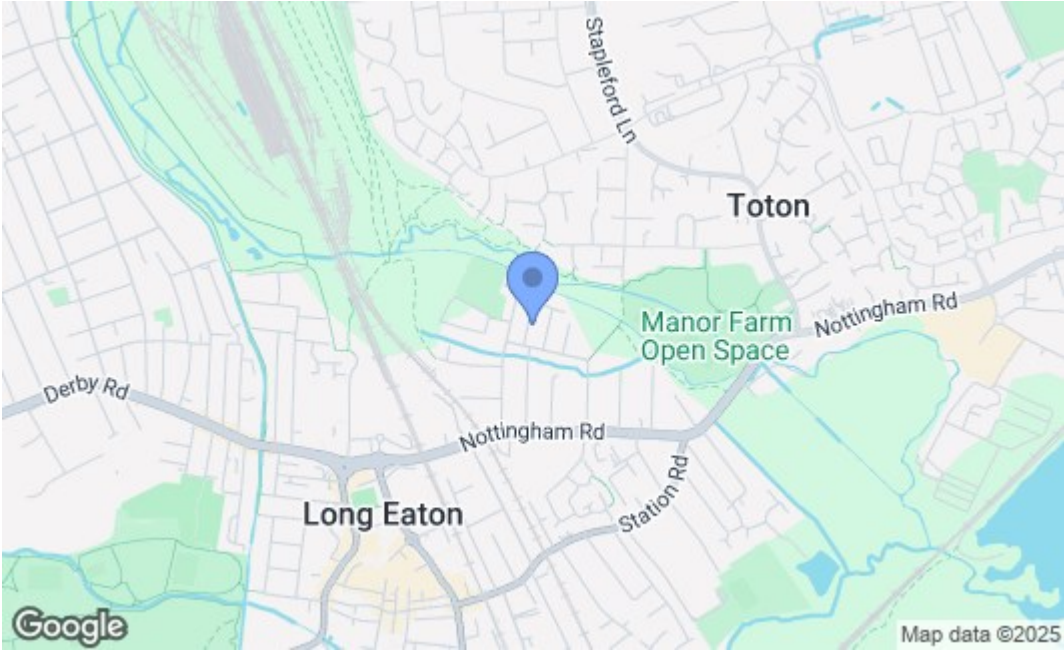 Stapleford Ln
Toton
Nottingham Rd
Manor Farm
Open Space
Derby Rd
Nottingham Rd
Station Rd
Long Eaton
Google
Map data ©2025